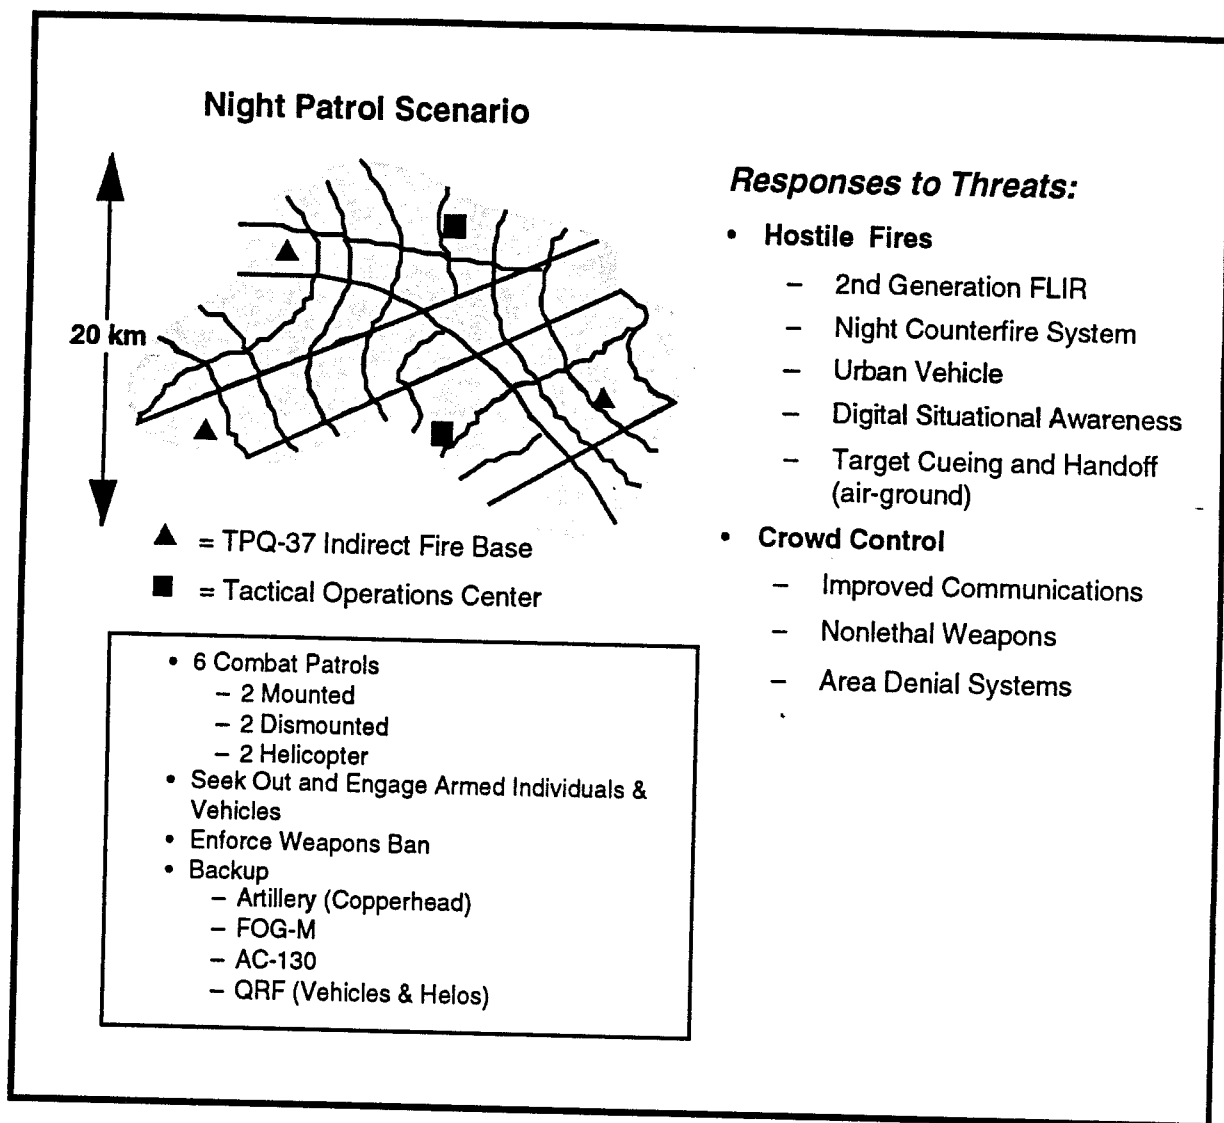 Night Patrol Scenario
20 km
▲ = TPQ-37 Indirect Fire Base
■ = Tactical Operations Center
• 6 Combat Patrols
– 2 Mounted
– 2 Dismounted
– 2 Helicopter
• Seek Out and Engage Armed Individuals &
Vehicles
• Enforce Weapons Ban
• Backup
– Artillery (Copperhead)
– FOG-M
– AC-130
– QRF (Vehicles & Helos)
Responses to Threats:
• Hostile Fires
– 2nd Generation FLIR
– Night Counterfire System
– Urban Vehicle
– Digital Situational Awareness
– Target Cueing and Handoff
(air-ground)
• Crowd Control
– Improved Communications
– Nonlethal Weapons
– Area Denial Systems